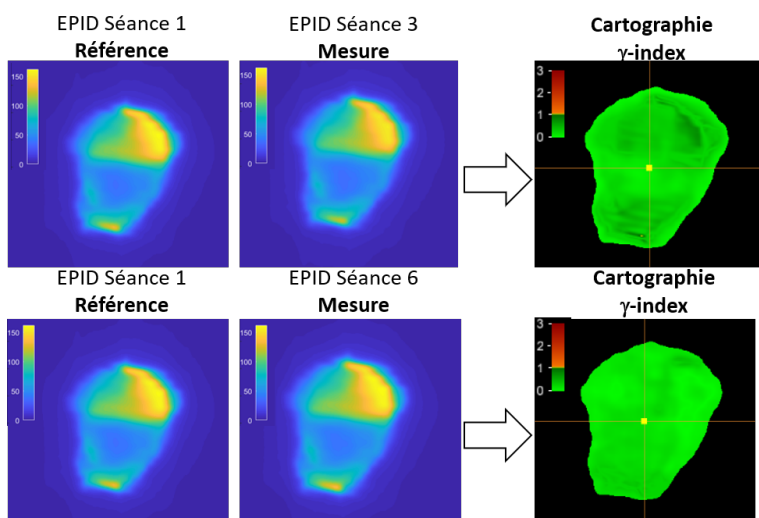 EPID Séance 1
Référence
EPID Séance 3
Mesure
Cartographie
γ-index
150
100
50
0
150
100
50
0
3
2
1
0
EPID Séance 1
Référence
EPID Séance 6
Mesure
Cartographie
γ-index
150
100
50
0
150
100
50
0
3
2
1
0